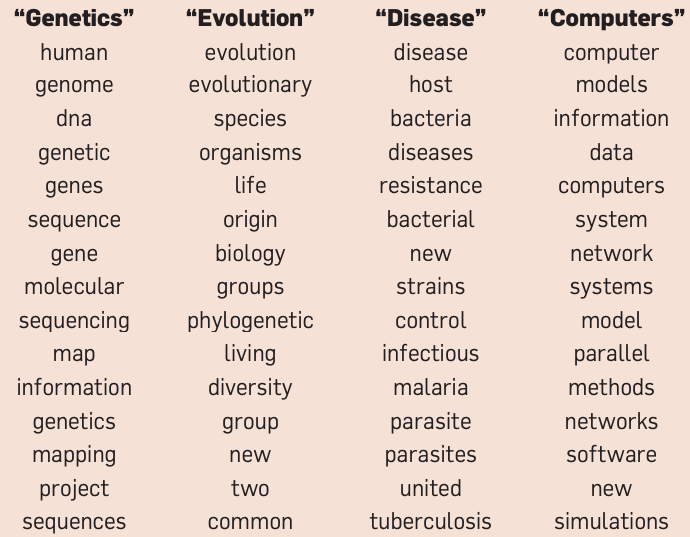 “Genetics” “Evolution” “Disease” “Computers”
human evolution disease computer
genome evolutionary host models
dna species bacteria information
genetic organisms diseases data
genes life resistance computers
sequence origin bacterial system
gene biology new network
molecular groups strains systems
sequencing phylogenetic control model
map living infectious parallel
information diversity malaria methods
genetics group parasite networks
mapping new parasites software
project two united new
sequences common tuberculosis simulations